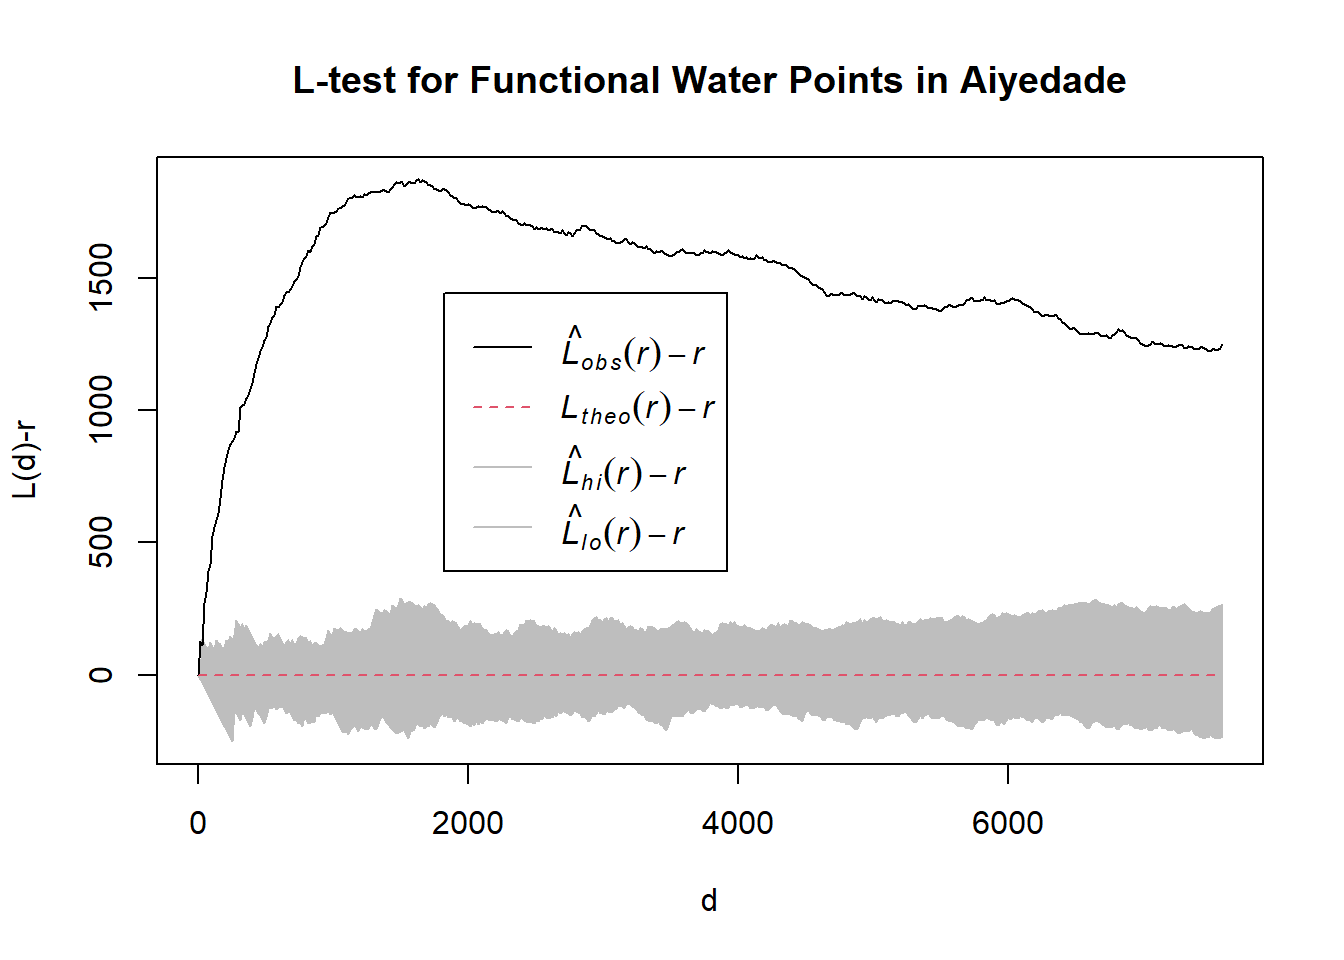 L-test for Functional Water Points in Aiyedade
L(d)-r
1500
1000
500
0
L̂obs(r) − r
Ltheo(r) − r
L̂hi(r) − r
L̂lo(r) − r
0 2000 4000 6000
d